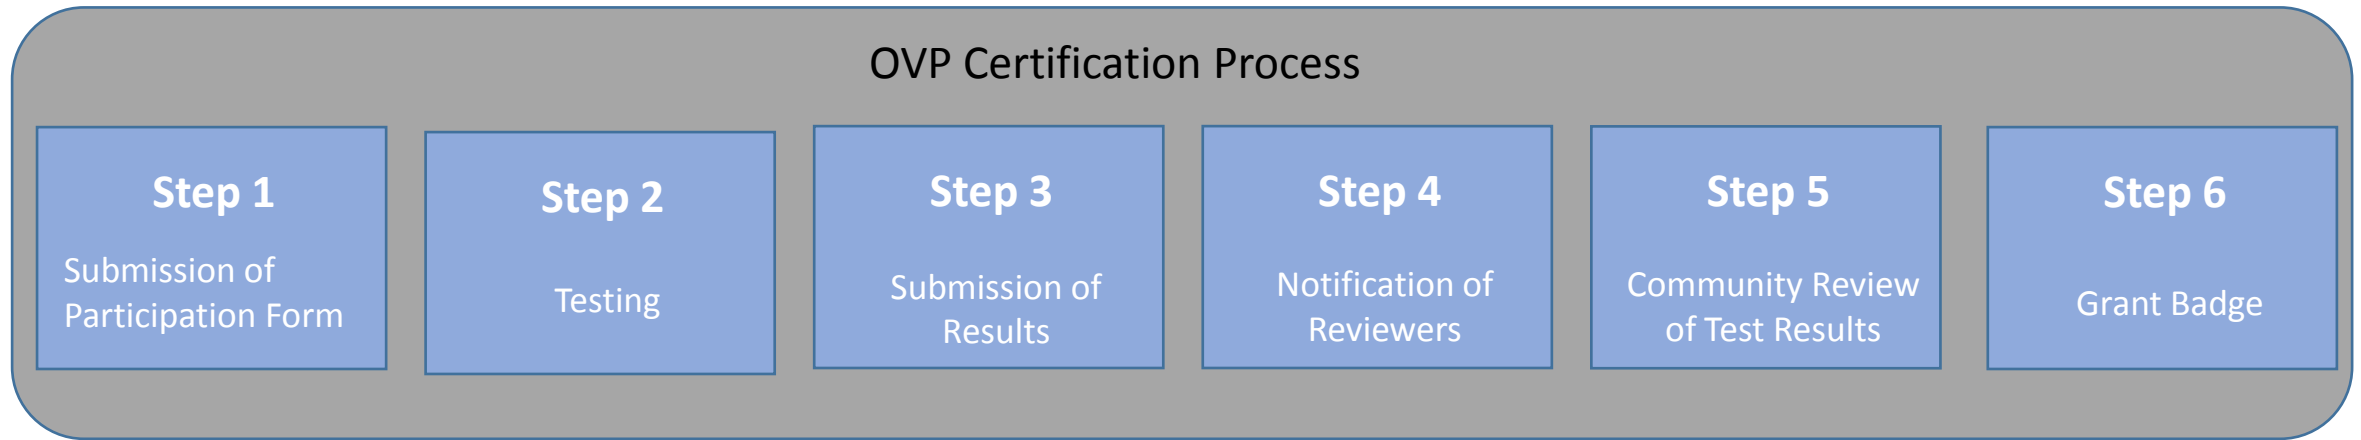 OVP Certification Process
Step 1
Submission of
Participation Form
Step 2
Testing
Step 3
Submission of
Results
Step 4
Notification of
Reviewers
Step 5
Community Review
of Test Results
Step 6
Grant Badge